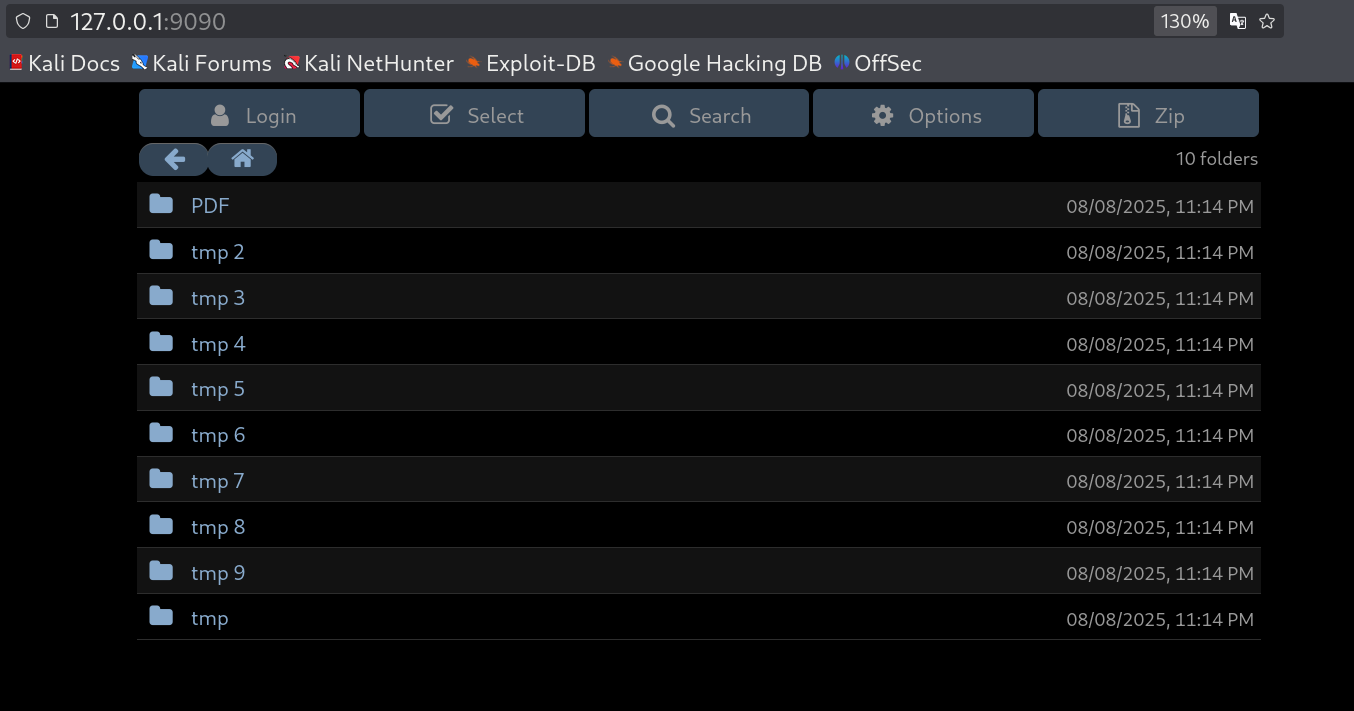 127.0.0.1:9090 130%
Kali Docs Kali Forums Kali NetHunter Exploit-DB Google Hacking DB OffSec
Login Select Search Options Zip
10 folders
PDF 08/08/2025, 11:14 PM
tmp 2 08/08/2025, 11:14 PM
tmp 3 08/08/2025, 11:14 PM
tmp 4 08/08/2025, 11:14 PM
tmp 5 08/08/2025, 11:14 PM
tmp 6 08/08/2025, 11:14 PM
tmp 7 08/08/2025, 11:14 PM
tmp 8 08/08/2025, 11:14 PM
tmp 9 08/08/2025, 11:14 PM
tmp 08/08/2025, 11:14 PM